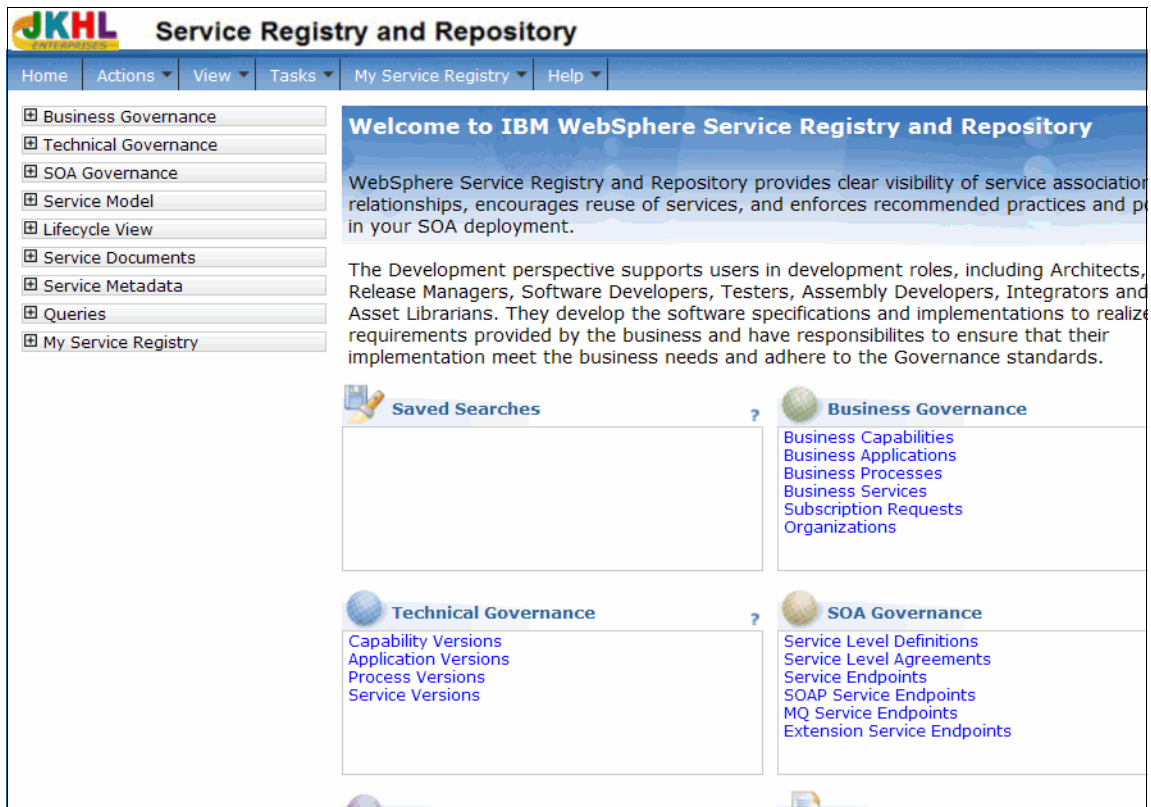 JKHL
ENTERPRISES
Service Registry and Repository
Home Actions View Tasks My Service Registry Help
Business Governance
Technical Governance
SOA Governance
Service Model
Lifecycle View
Service Documents
Service Metadata
Queries
My Service Registry
Welcome to IBM WebSphere Service Registry and Repository
WebSphere Service Registry and Repository provides clear visibility of service association
relationships, encourages reuse of services, and enforces recommended practices and
in your SOA deployment.
The Development perspective supports users in development roles, including Architects,
Release Managers, Software Developers, Testers, Assembly Developers, Integrators and
Asset Librarians. They develop the software specifications and implementations to realize
requirements provided by the business and have responsibilites to ensure that their
implementation meet the business needs and adhere to the Governance standards.
Saved Searches ?
Business Governance
Business Capabilities
Business Applications
Business Processes
Business Services
Subscription Requests
Organizations
Technical Governance ?
Capability Versions
Application Versions
Process Versions
Service Versions
SOA Governance
Service Level Definitions
Service Level Agreements
Service Endpoints
SOAP Service Endpoints
MQ Service Endpoints
Extension Service Endpoints